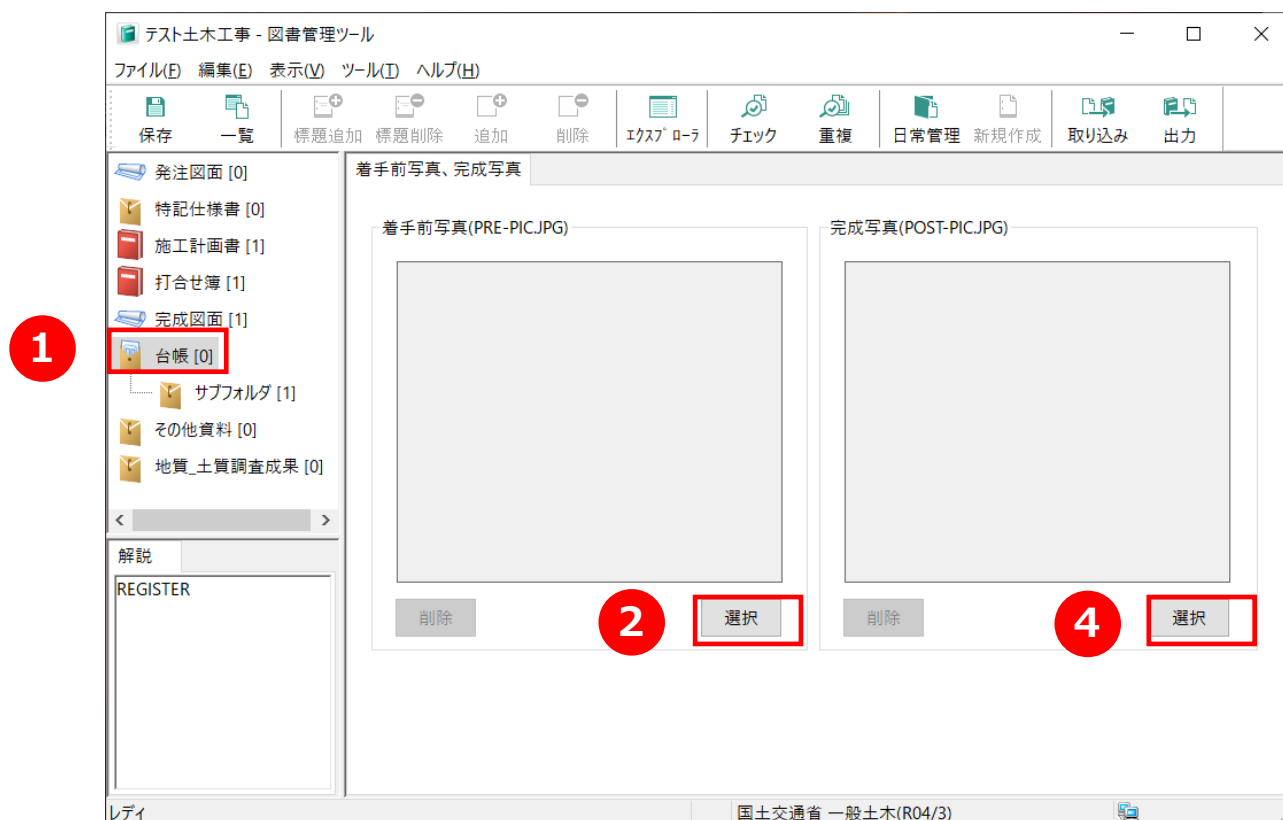 テスト土木工事 - 図書管理ツール
ファイル(F) 編集(E) 表示(V) ツール(T) ヘルプ(H)
保存 一覧 標題追加 標題削除 追加 削除 ｴｸｽﾌﾟﾛｰﾗ チェック 重複 日常管理 新規作成 取り込み 出力
発注図面 [0]
特記仕様書 [0]
施工計画書 [1]
打合せ簿 [1]
完成図面 [1]
1
台帳 [0]
サブフォルダ [1]
その他資料 [0]
地質_土質調査成果 [0]
解説
REGISTER
着手前写真、完成写真
着手前写真(PRE-PIC.JPG)
削除 2 選択
完成写真(POST-PIC.JPG)
削除 4 選択
レディ 国土交通省 一般土木(R04/3)